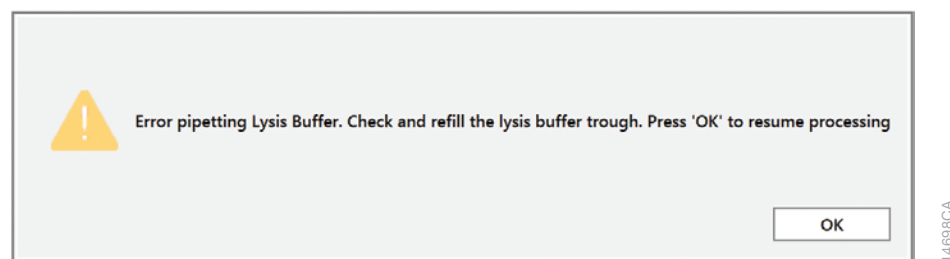 Error pipetting Lysis Buffer. Check and refill the lysis buffer trough. Press 'OK' to resume processing
OK